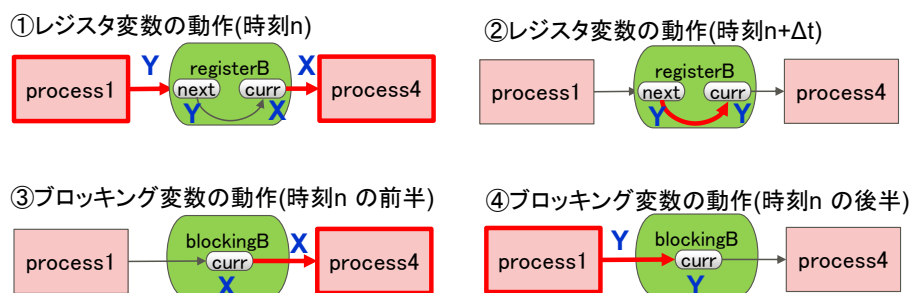 ①レジスタ変数の動作(時刻n)
Y
X
registerB
process1
next
curr
process4
Y
X
②レジスタ変数の動作(時刻n+Δt)
registerB
process1
next
curr
process4
Y
Y
③ブロッキング変数の動作(時刻n の前半)
blockingB
X
process1
curr
process4
X
④ブロッキング変数の動作(時刻n の後半)
Y
blockingB
process1
curr
process4
Y